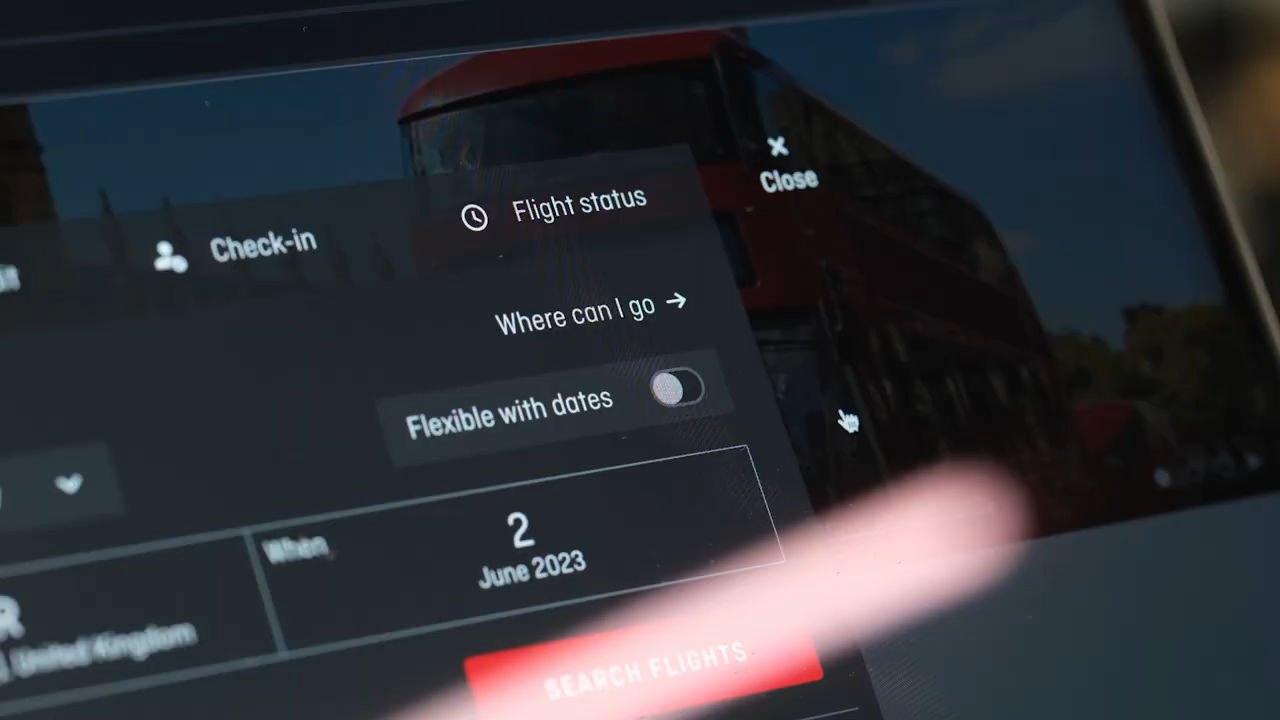 Close
Flight status
Check-in
Where can I go →
Flexible with dates
When
2
June 2023
United Kingdom
SEARCH FLIGHTS